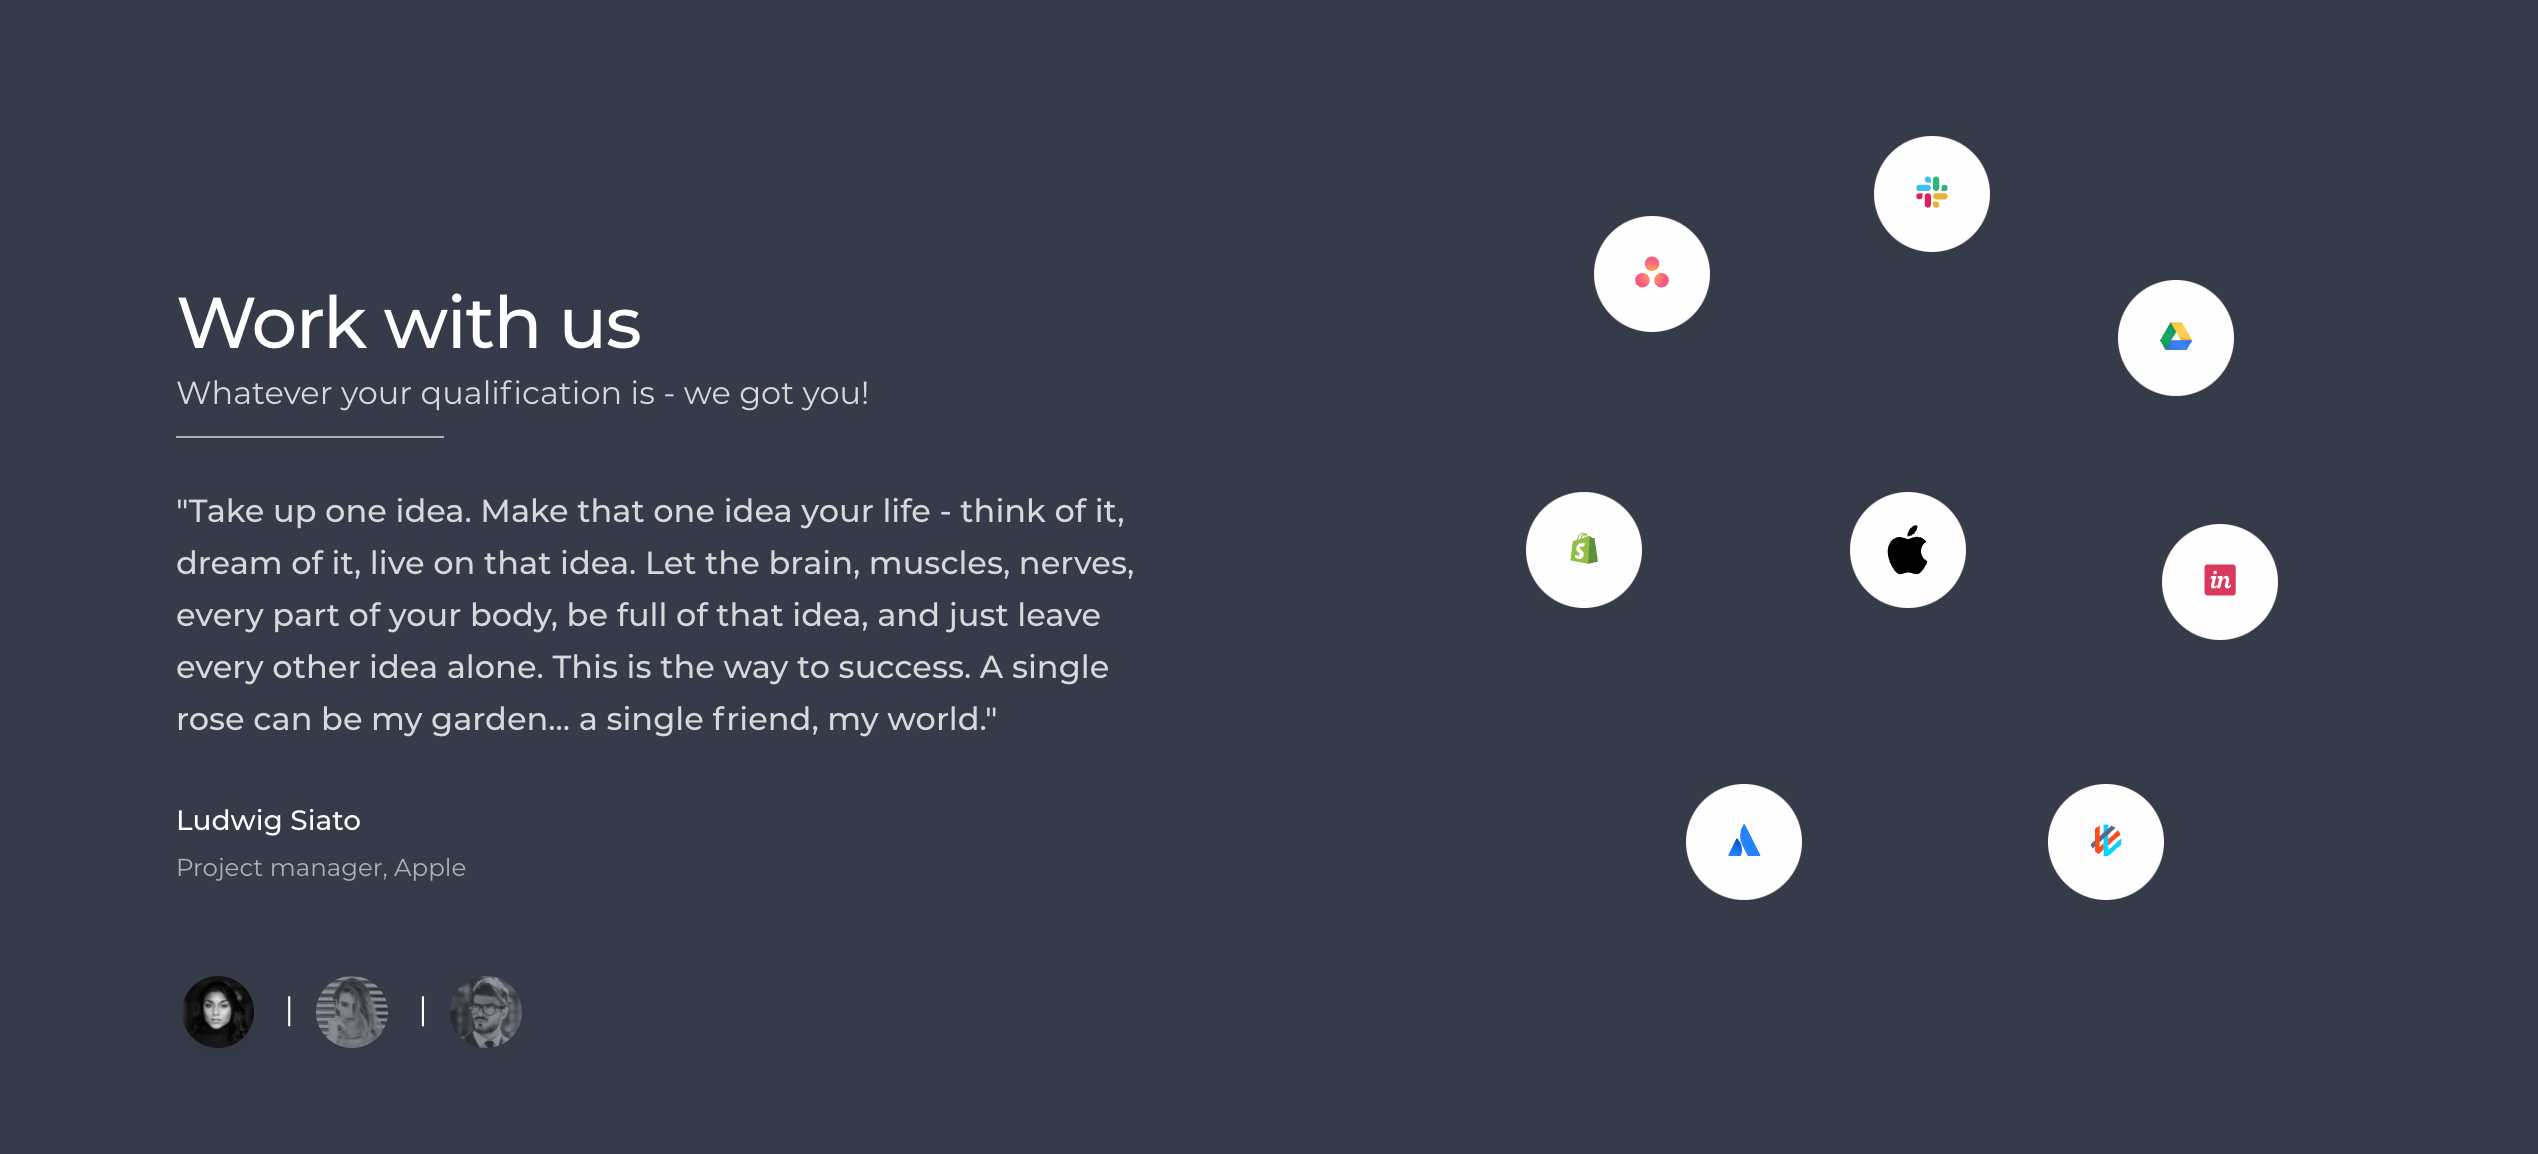 Work with us
Whatever your qualification is - we got you!
"Take up one idea. Make that one idea your life - think of it,
dream of it, live on that idea. Let the brain, muscles, nerves,
every part of your body, be full of that idea, and just leave
every other idea alone. This is the way to success. A single
rose can be my garden... a single friend, my world."
Ludwig Siato
Project manager, Apple
in